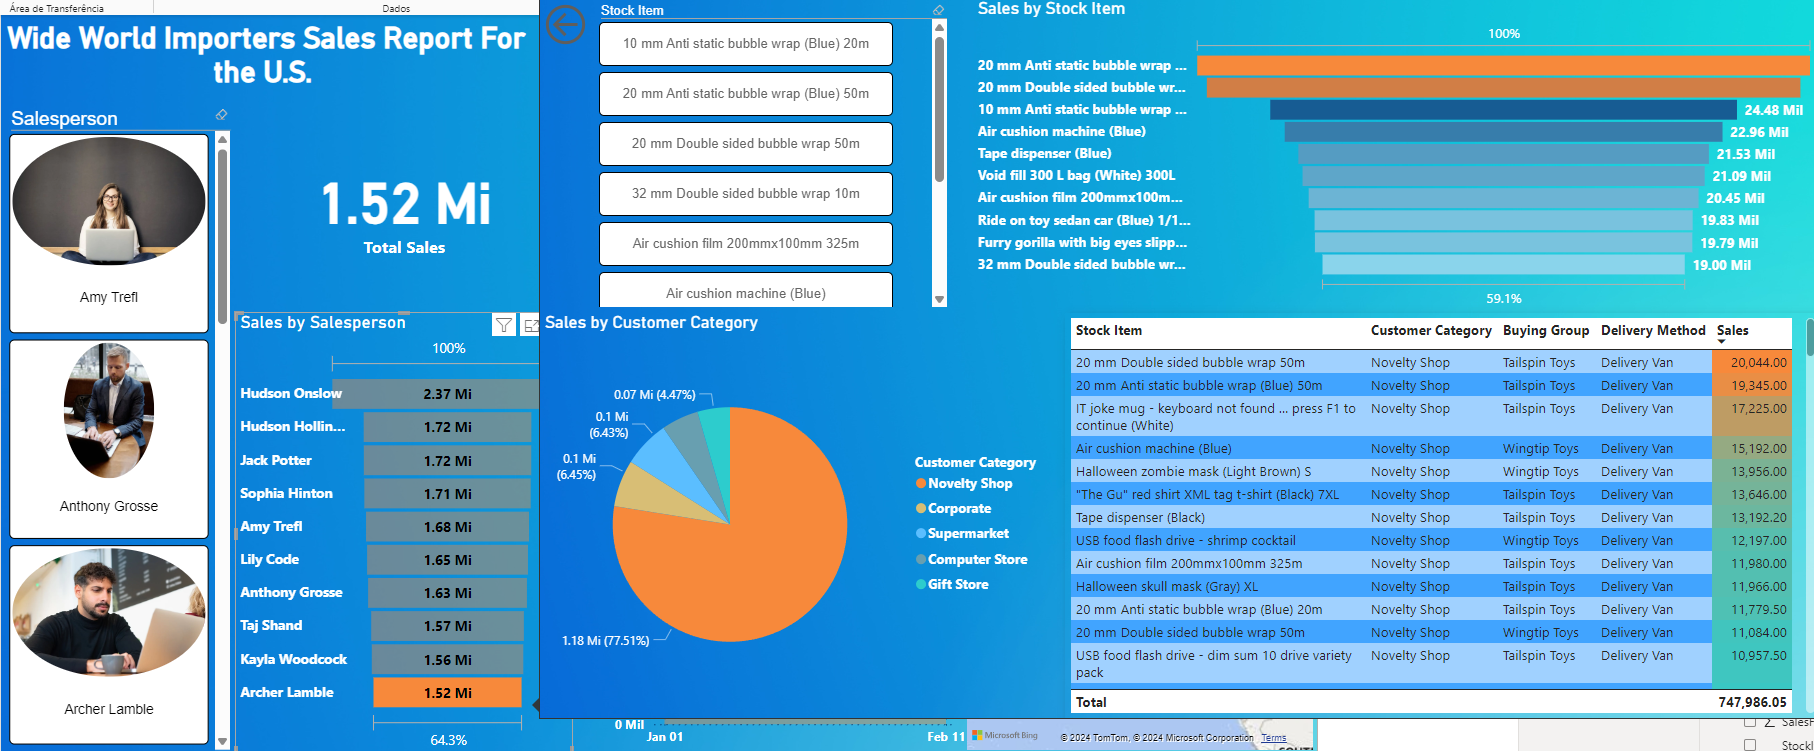 Área de Transferência
Dados
Wide World Importers Sales Report For
the U.S.
Salesperson
Amy Trefl
Anthony Grosse
Archer Lamble
1.52 Mi
Total Sales
Sales by Salesperson
100%
Hudson Onslow 2.37 Mi
Hudson Hollin... 1.72 Mi
Jack Potter 1.72 Mi
Sophia Hinton 1.71 Mi
Amy Trefl 1.68 Mi
Lily Code 1.65 Mi
Anthony Grosse 1.63 Mi
Taj Shand 1.57 Mi
Kayla Woodcock 1.56 Mi
Archer Lamble 1.52 Mi
64.3%
Stock Item
10 mm Anti static bubble wrap (Blue) 20m
20 mm Anti static bubble wrap (Blue) 50m
20 mm Double sided bubble wrap 50m
32 mm Double sided bubble wrap 10m
Air cushion film 200mmx100mm 325m
Air cushion machine (Blue)
Sales by Stock Item
100%
20 mm Anti static bubble wrap ...
20 mm Double sided bubble wr...
10 mm Anti static bubble wrap ... 24.48 Mil
Air cushion machine (Blue) 22.96 Mil
Tape dispenser (Blue) 21.53 Mil
Void fill 300 L bag (White) 300L 21.09 Mil
Air cushion film 200mmx100m... 20.45 Mil
Ride on toy sedan car (Blue) 1/1... 19.83 Mil
Furry gorilla with big eyes slipp... 19.79 Mil
32 mm Double sided bubble wr... 19.00 Mil
59.1%
Sales by Customer Category
0.07 Mi (4.47%)
0.1 Mi
(6.43%)
0.1 Mi
(6.45%)
1.18 Mi (77.51%)
Customer Category
Novelty Shop
Corporate
Supermarket
Computer Store
Gift Store
Stock Item Customer Category Buying Group Delivery Method Sales
20 mm Double sided bubble wrap 50m Novelty Shop Tailspin Toys Delivery Van 20,044.00
20 mm Anti static bubble wrap (Blue) 50m Novelty Shop Tailspin Toys Delivery Van 19,345.00
IT joke mug - keyboard not found ... press F1 to Novelty Shop Tailspin Toys Delivery Van 17,225.00
continue (White)
Air cushion machine (Blue) Novelty Shop Wingtip Toys Delivery Van 15,192.00
Halloween zombie mask (Light Brown) S Novelty Shop Wingtip Toys Delivery Van 13,956.00
"The Gu" red shirt XML tag t-shirt (Black) 7XL Novelty Shop Tailspin Toys Delivery Van 13,646.00
Tape dispenser (Black) Novelty Shop Tailspin Toys Delivery Van 13,192.20
USB food flash drive - shrimp cocktail Novelty Shop Wingtip Toys Delivery Van 12,197.00
Air cushion film 200mmx100mm 325m Novelty Shop Tailspin Toys Delivery Van 11,980.00
Halloween skull mask (Gray) XL Novelty Shop Tailspin Toys Delivery Van 11,966.00
20 mm Anti static bubble wrap (Blue) 20m Novelty Shop Tailspin Toys Delivery Van 11,779.50
20 mm Double sided bubble wrap 50m Novelty Shop Wingtip Toys Delivery Van 11,084.00
USB food flash drive - dim sum 10 drive variety Novelty Shop Tailspin Toys Delivery Van 10,957.50
pack
Total 747,986.05
0 Mil
Jan 01
Feb 11
Microsoft Bing
© 2024 TomTom, © 2024 Microsoft Corporation Terms
SalesF
StockI